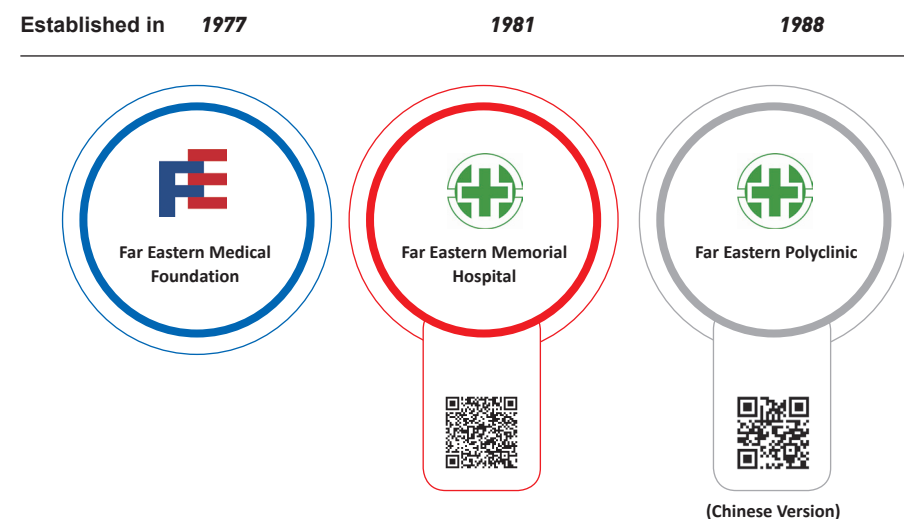 Established in 1977 1981 1988
FE
Far Eastern Medical
Foundation
Far Eastern Memorial
Hospital
Far Eastern Polyclinic
(Chinese Version)